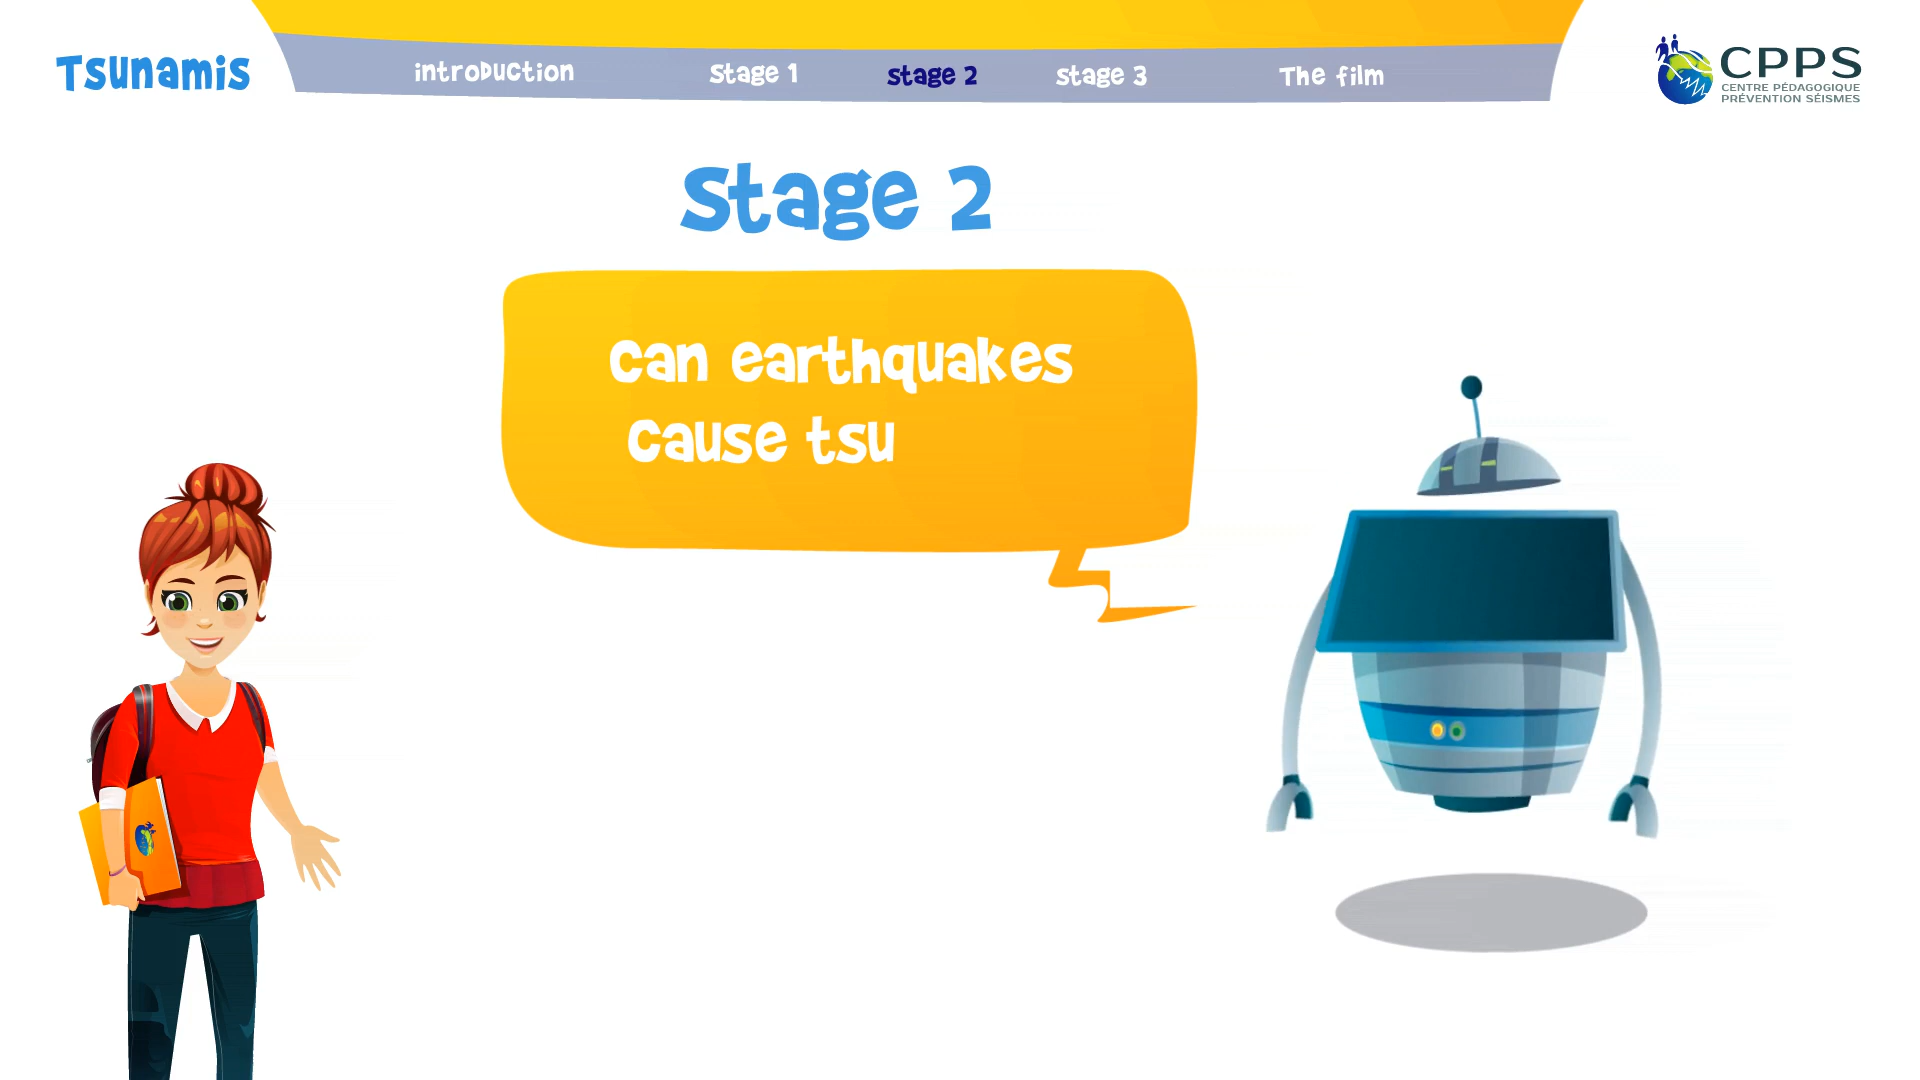 Tsunamis
introduction
Stage 1
stage 2
stage 3
The film
CPPS
CENTRE PÉDAGOGIQUE
PRÉVENTION SÉISMES
Stage 2
Can earthquakes
cause tsu